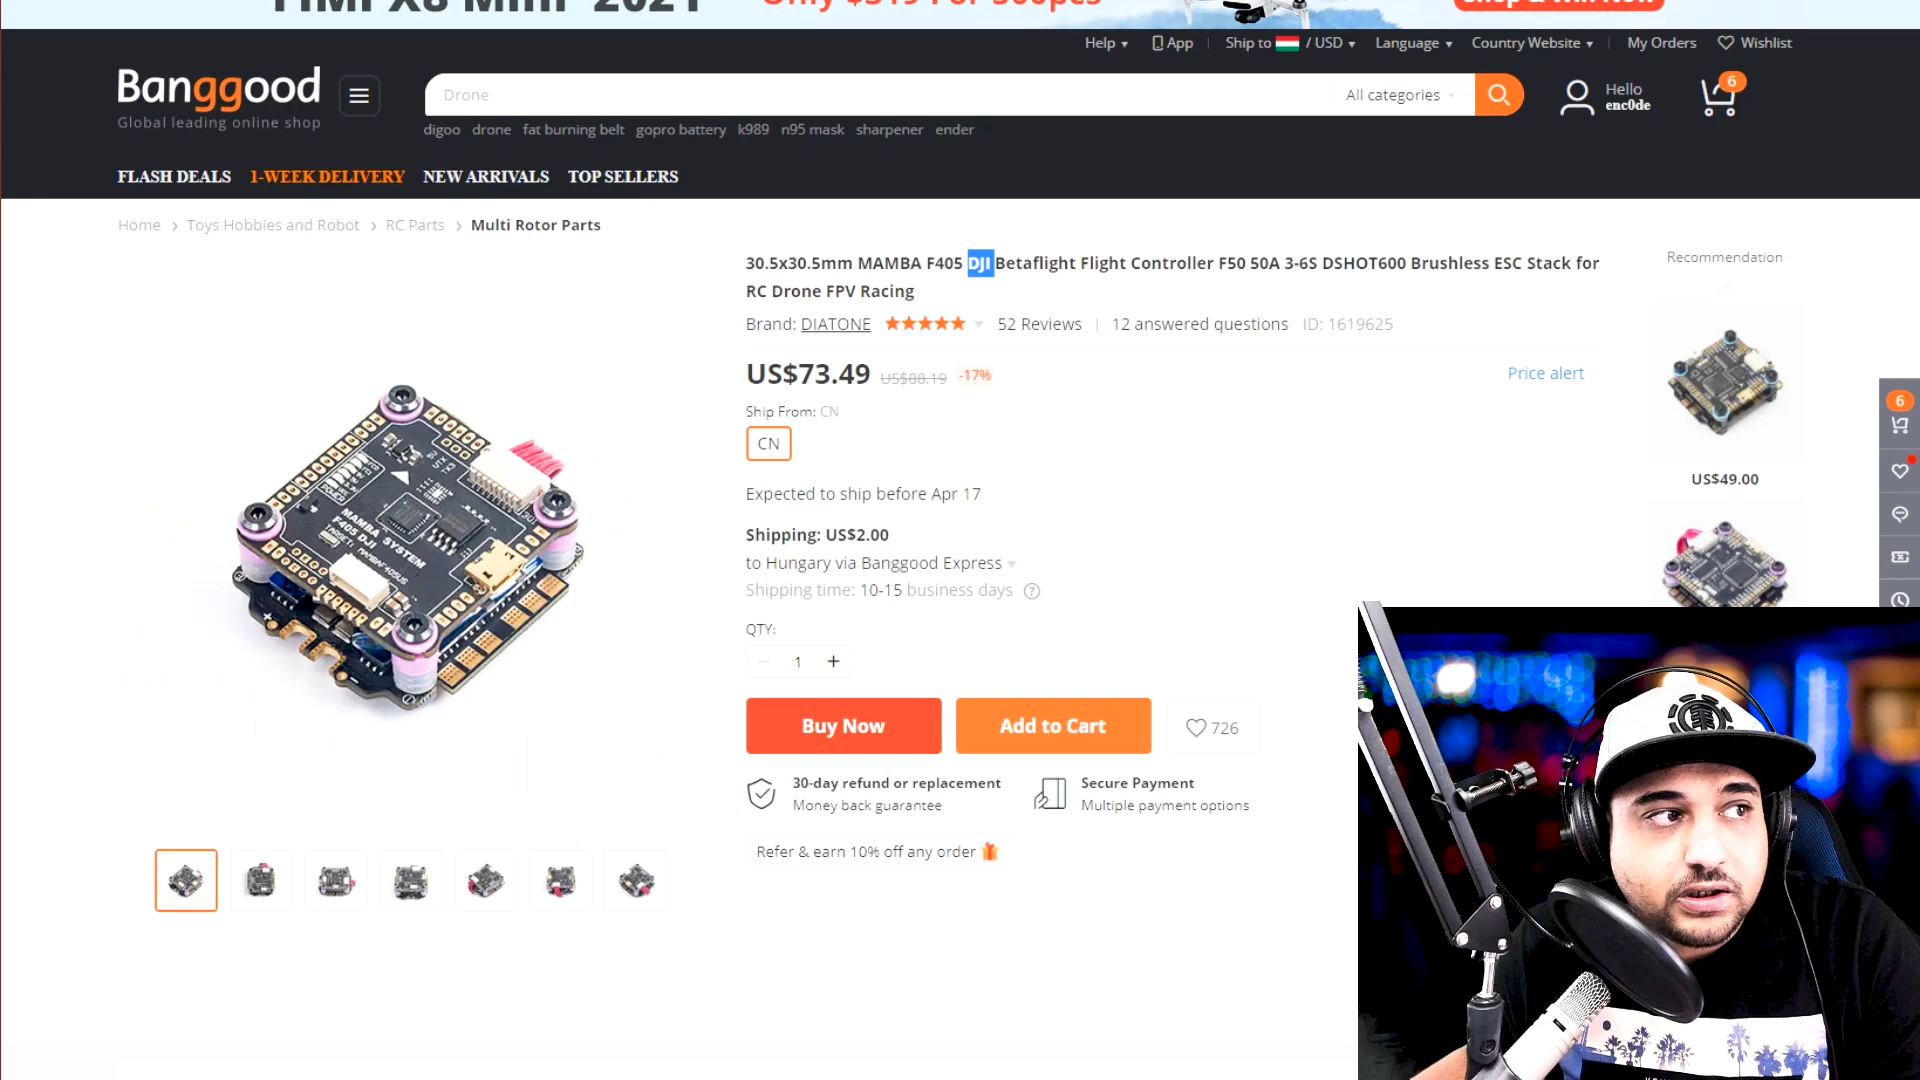 Help
App
Ship to / USD
Language
Country Website
My Orders
Wishlist
Banggood
Global leading online shop
Drone
All categories
Hello
enc0de
6
digoo drone fat burning belt gopro battery k989 n95 mask sharpener ender
FLASH DEALS 1-WEEK DELIVERY NEW ARRIVALS TOP SELLERS
Home > Toys Hobbies and Robot > RC Parts > Multi Rotor Parts
30.5x30.5mm MAMBA F405 DJI Betaflight Flight Controller F50 50A 3-6S DSHOT600 Brushless ESC Stack for
RC Drone FPV Racing
Brand: DIATONE 52 Reviews | 12 answered questions ID: 1619625
US$73.49 US$88.19 -17%
Price alert
Ship From: CN
CN
Expected to ship before Apr 17
Shipping: US$2.00
to Hungary via Banggood Express
Shipping time: 10-15 business days ?
QTY:
− 1 +
Buy Now
Add to Cart
726
30-day refund or replacement
Money back guarantee
Secure Payment
Multiple payment options
Refer & earn 10% off any order
Recommendation
US$49.00
6
MAMBA SYSTEM
F405 DJI
POWER